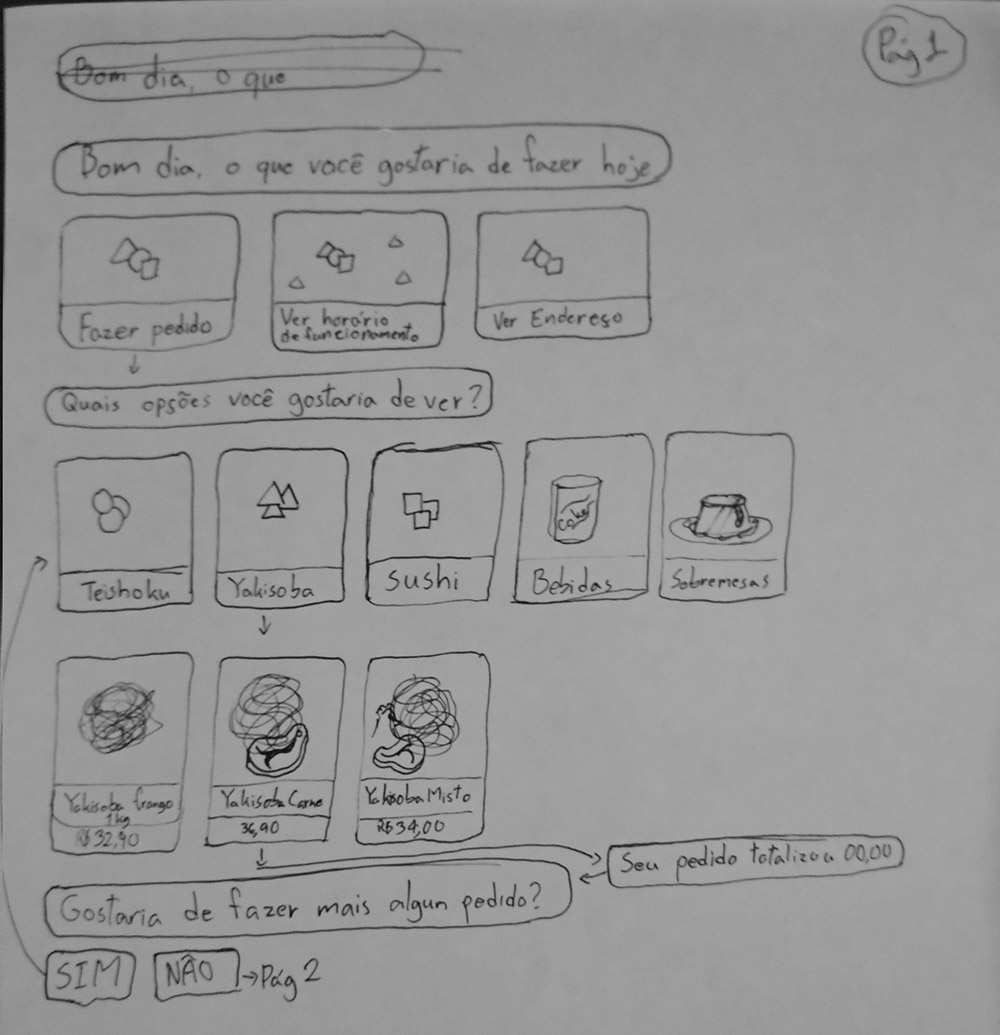 Pág 1
Bom dia, o que
Bom dia, o que você gostaria de fazer hoje
Fazer pedido
Ver horário
de funcionamento
Ver Endereço
Quais opções você gostaria de ver?
Teishoku
Yakisoba
Sushi
Bebidas
Coke
Sobremesas
Yakisoba frango
1kg
R$32,90
Yakisoba Carne
36,90
Yakisoba Misto
R$34,00
Seu pedido totalizou 00,00
Gostaria de fazer mais algun pedido?
SIM
NÃO
→Pág 2